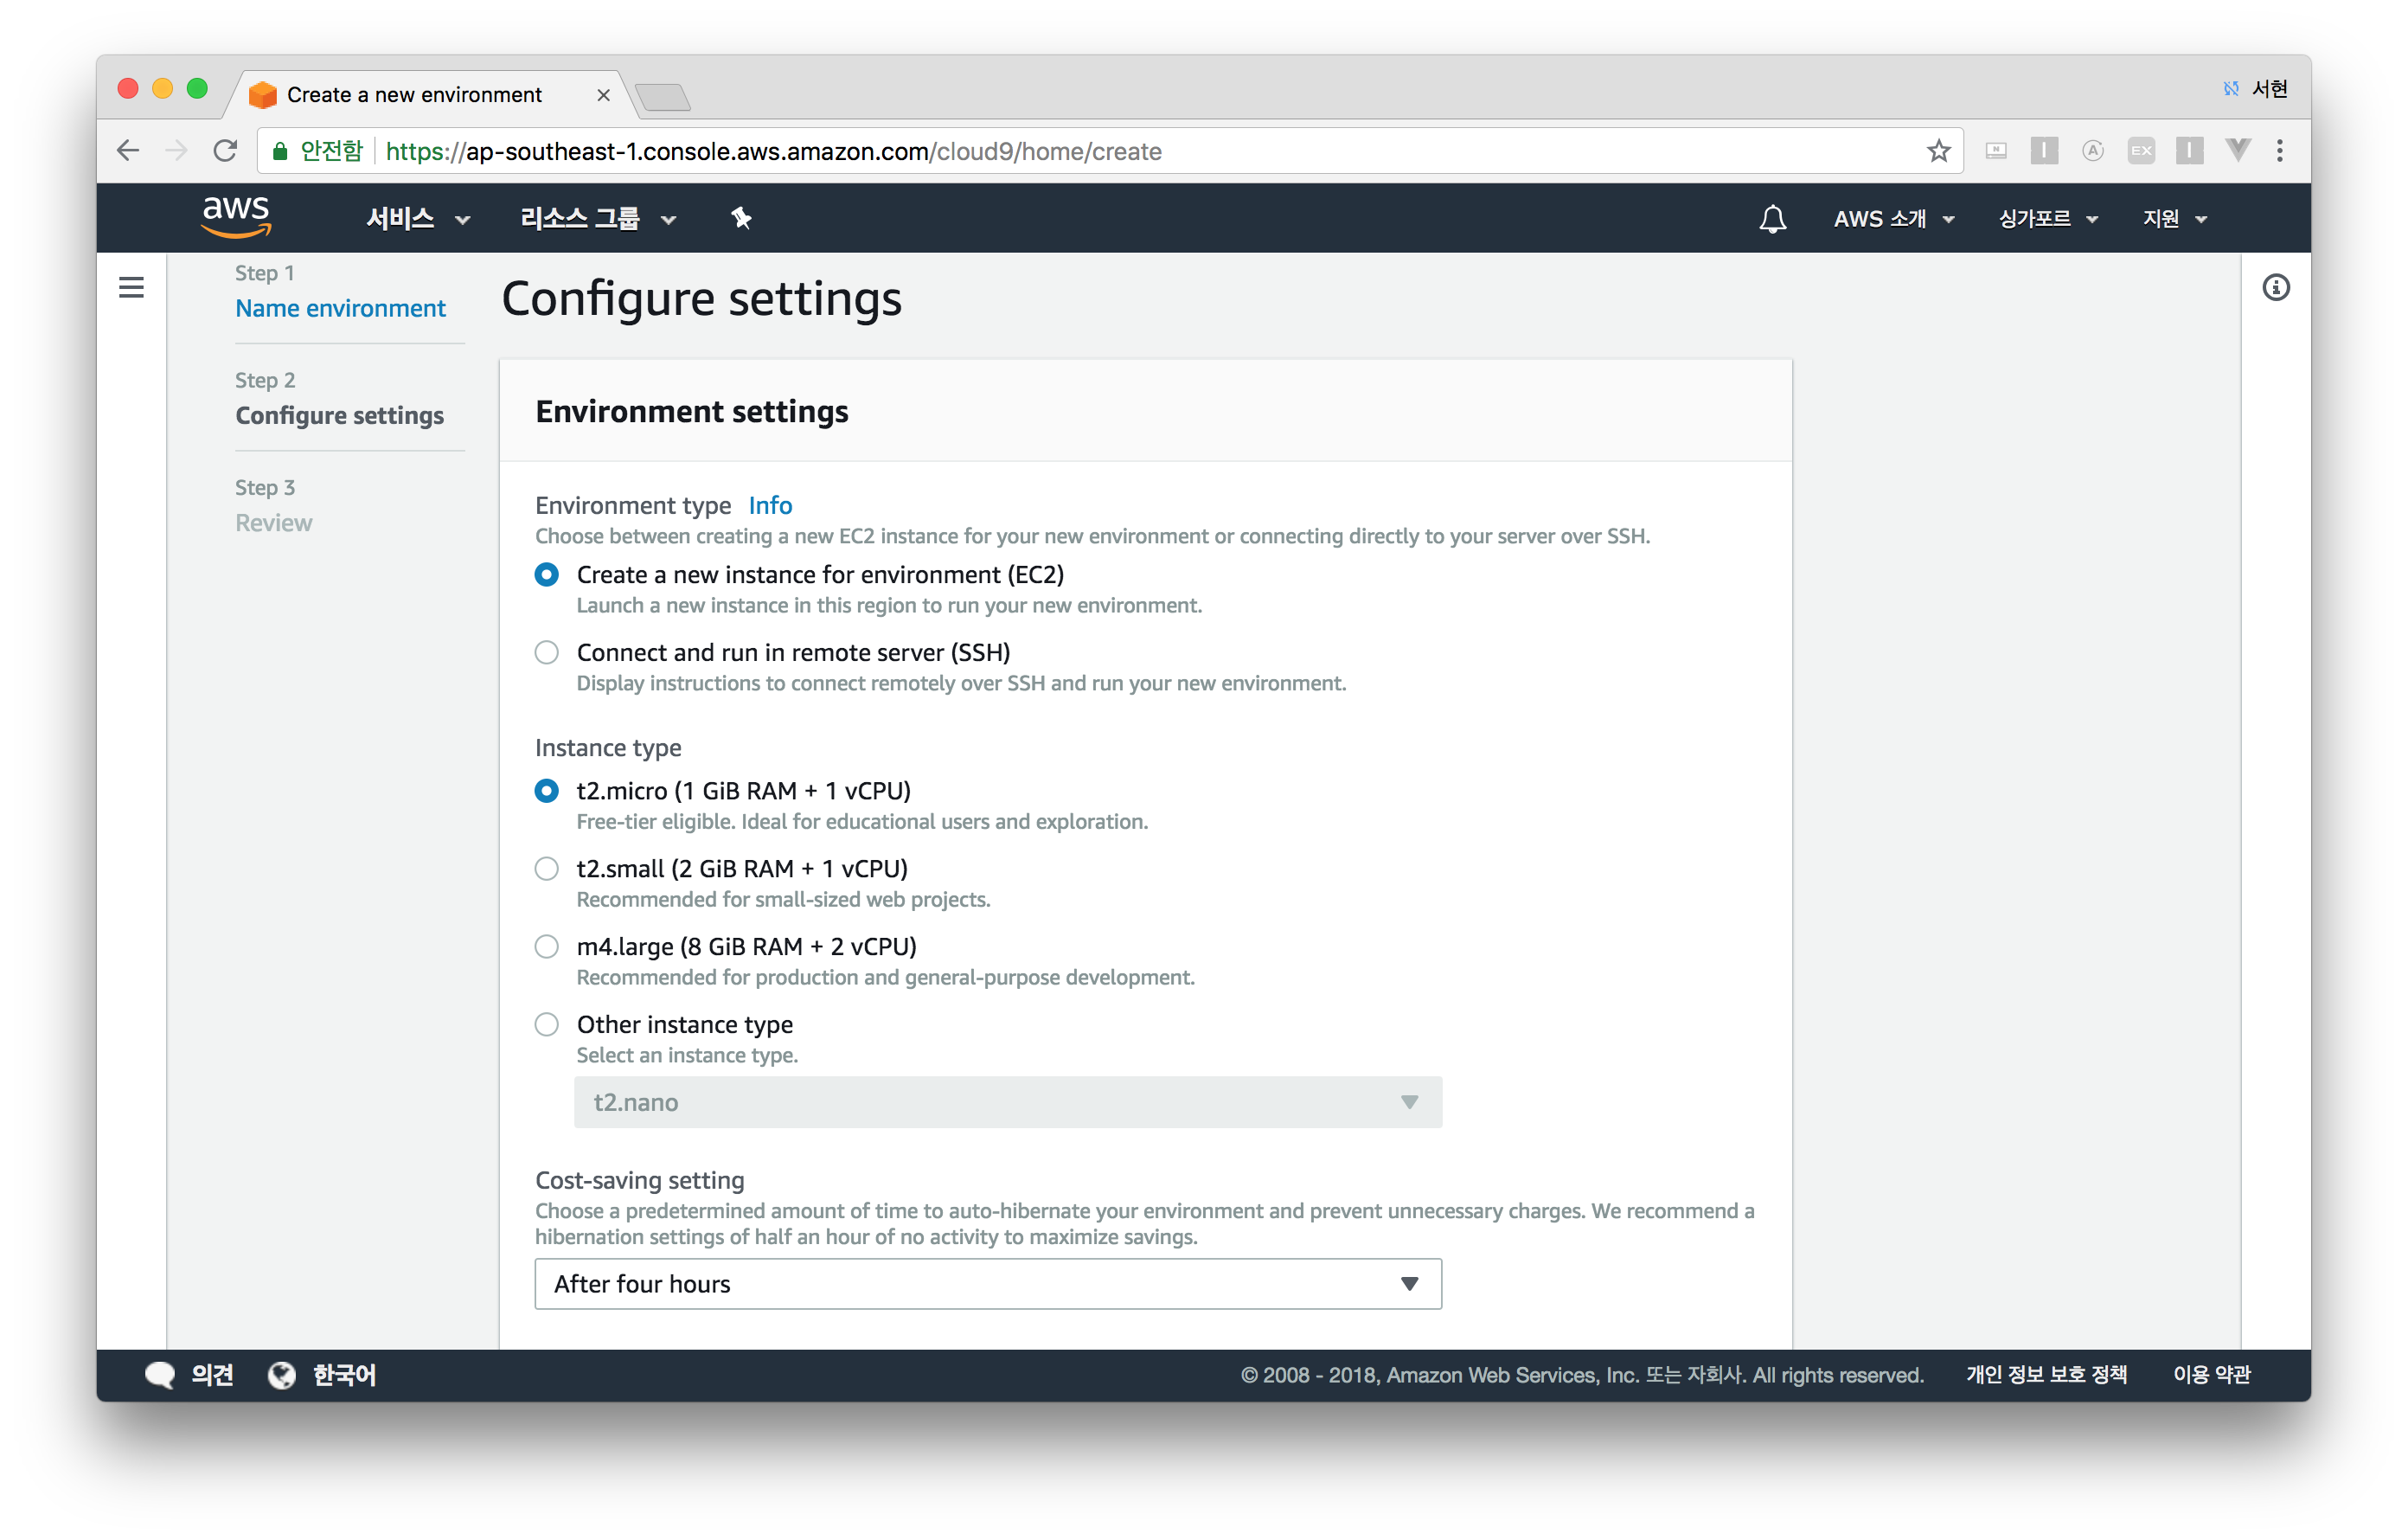 Create a new environment
서현
안전함 https://ap-southeast-1.console.aws.amazon.com/cloud9/home/create
N I A EX I
aws 서비스 리소스 그룹 AWS 소개 싱가포르 지원
Step 1
Name environment
Step 2
Configure settings
Step 3
Review
Configure settings
Environment settings
Environment type Info
Choose between creating a new EC2 instance for your new environment or connecting directly to your server over SSH.
Create a new instance for environment (EC2)
Launch a new instance in this region to run your new environment.
Connect and run in remote server (SSH)
Display instructions to connect remotely over SSH and run your new environment.
Instance type
t2.micro (1 GiB RAM + 1 vCPU)
Free-tier eligible. Ideal for educational users and exploration.
t2.small (2 GiB RAM + 1 vCPU)
Recommended for small-sized web projects.
m4.large (8 GiB RAM + 2 vCPU)
Recommended for production and general-purpose development.
Other instance type
Select an instance type.
t2.nano
Cost-saving setting
Choose a predetermined amount of time to auto-hibernate your environment and prevent unnecessary charges. We recommend a
hibernation settings of half an hour of no activity to maximize savings.
After four hours
의견 한국어 © 2008 - 2018, Amazon Web Services, Inc. 또는 자회사. All rights reserved. 개인 정보 보호 정책 이용 약관